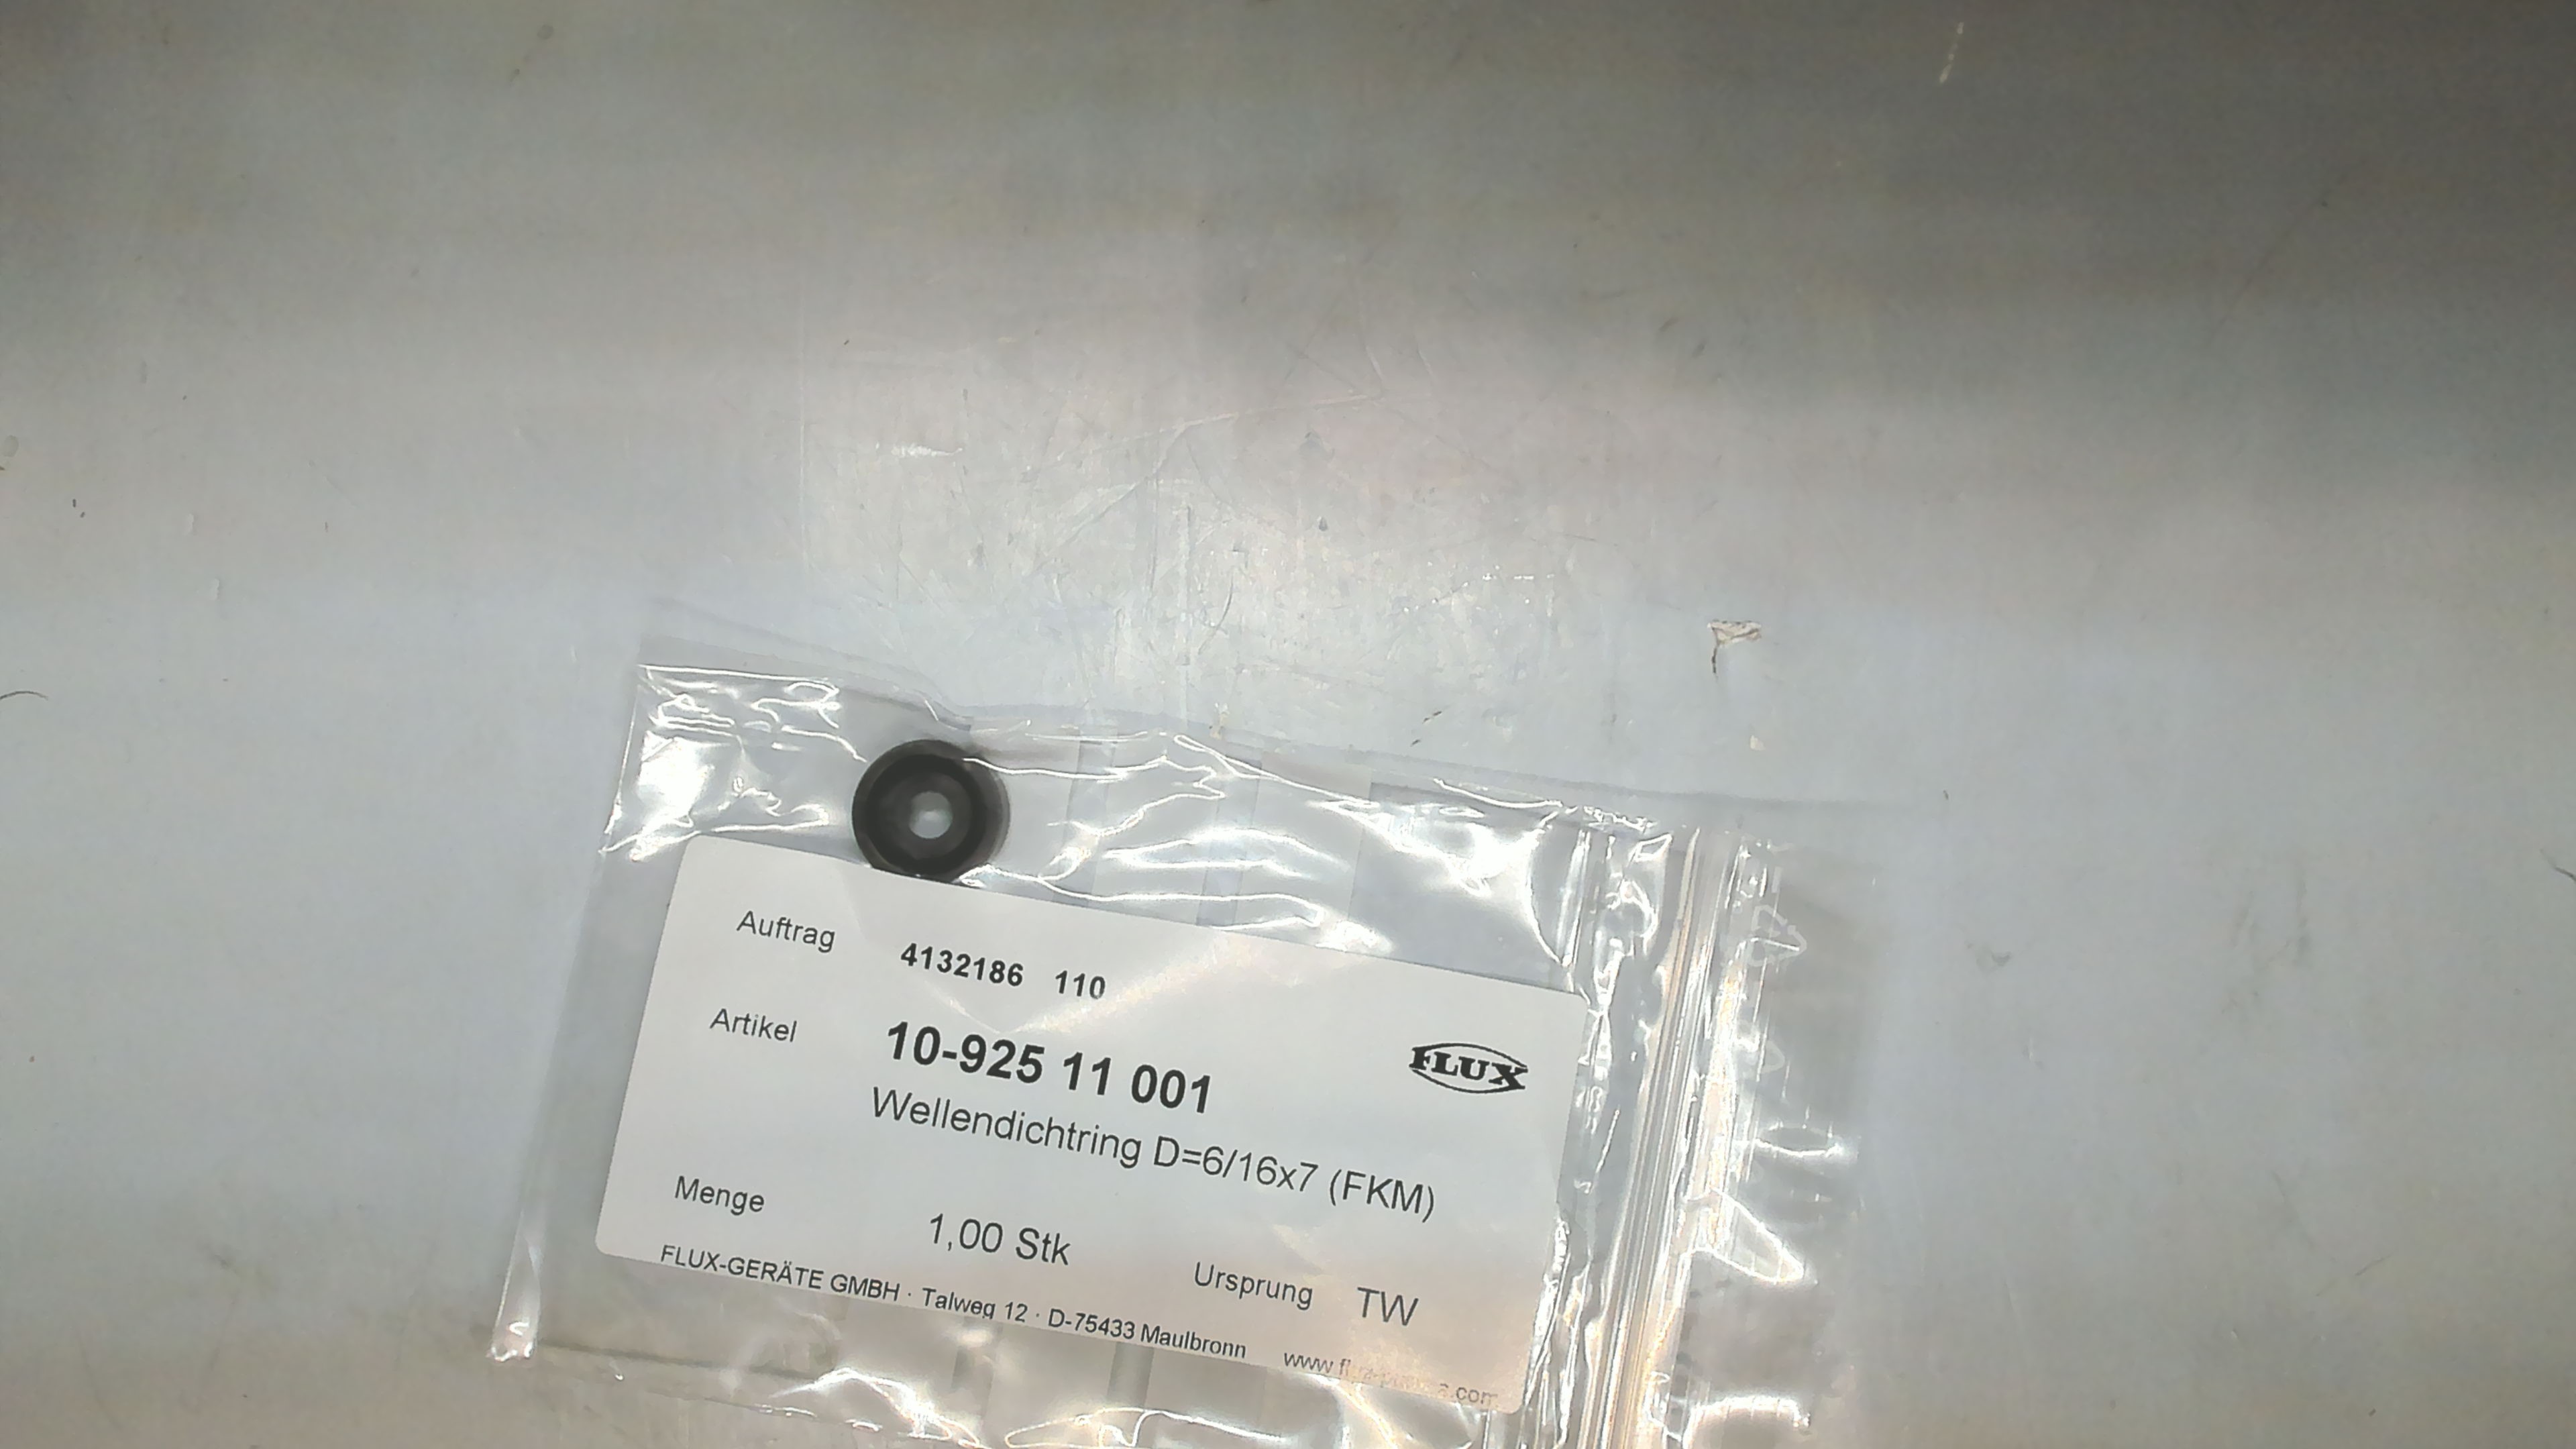 Auftrag 4132186 110
Artikel 10-925 11 001
FLUX
Wellendichtring D=6/16x7 (FKM)
Menge 1,00 Stk
Ursprung TW
FLUX-GERÄTE GMBH · Talweg 12 · D-75433 Maulbronn www